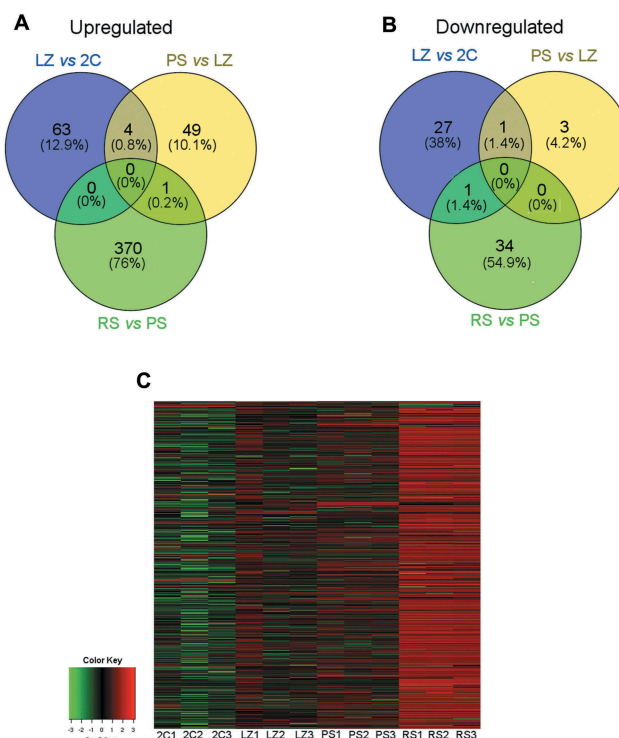 A
Upregulated
LZ vs 2C
PS vs LZ
63
(12.9%)
4
(0.8%)
49
(10.1%)
0
(0%)
0
(0%)
1
(0.2%)
370
(76%)
RS vs PS
B
Downregulated
LZ vs 2C
PS vs LZ
27
(38%)
1
(1.4%)
3
(4.2%)
0
(0%)
1
(1.4%)
0
(0%)
34
(54.9%)
RS vs PS
C
Color Key
-3 -2 -1 0 1 2 3
2C1 2C2 2C3 LZ1 LZ2 LZ3 PS1 PS2 PS3 RS1 RS2 RS3